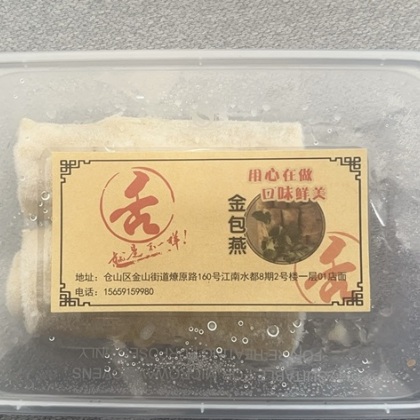 用心在做
回味鲜美
舌
就是不一样!
金包燕
地址：仓山区金山街道燎原路160号江南水都8期2号楼一层01店面
电话：15659159980
舌